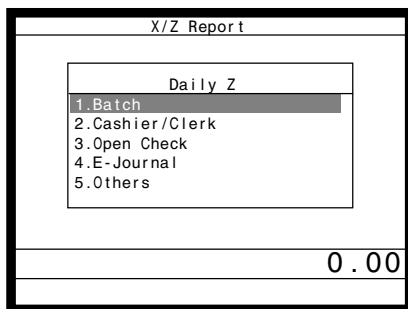 X/Z Report
Daily Z
1.Batch
2.Cashier/Clerk
3.Open Check
4.E-Journal
5.Others
0.00